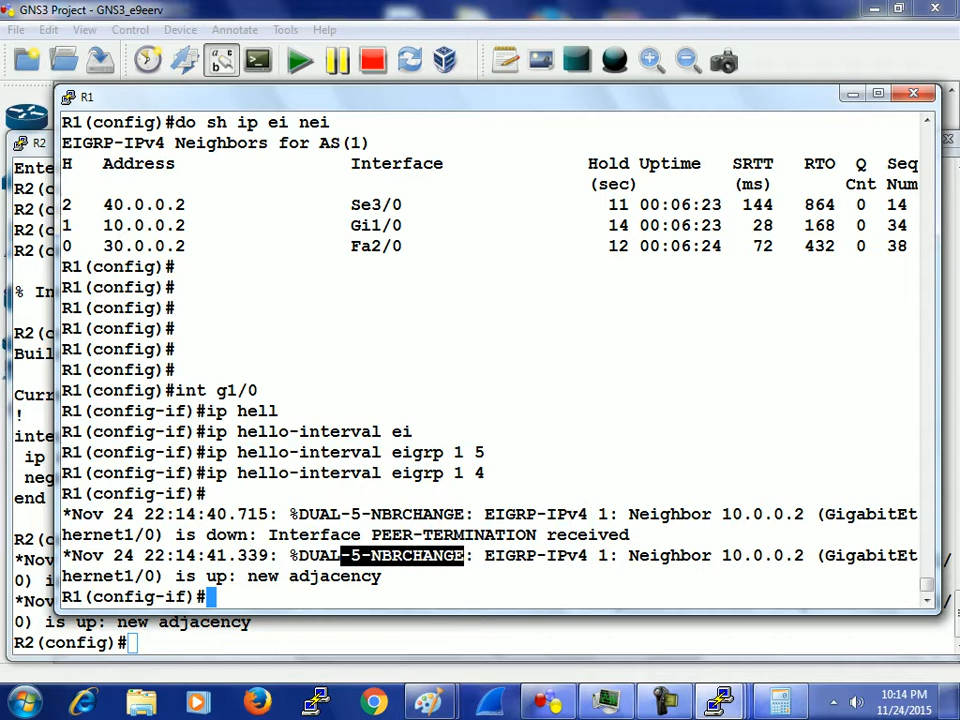 GNS3 Project - GNS3_e9eerv
File Edit View Control Device Annotate Tools Help
R1
R1(config)#do sh ip ei nei
EIGRP-IPv4 Neighbors for AS(1)
H Address Interface Hold Uptime SRTT RTO Q Seq
(sec) (ms) Cnt Num
2 40.0.0.2 Se3/0 11 00:06:23 144 864 0 14
1 10.0.0.2 Gi1/0 14 00:06:23 28 168 0 34
0 30.0.0.2 Fa2/0 12 00:06:24 72 432 0 38
R1(config)#
R1(config)#
R1(config)#
R1(config)#
R1(config)#
R1(config)#
R1(config)#int g1/0
R1(config-if)#ip hell
R1(config-if)#ip hello-interval ei
R1(config-if)#ip hello-interval eigrp 1 5
R1(config-if)#ip hello-interval eigrp 1 4
R1(config-if)#
*Nov 24 22:14:40.715: %DUAL-5-NBRCHANGE: EIGRP-IPv4 1: Neighbor 10.0.0.2 (GigabitEt
hernet1/0) is down: Interface PEER-TERMINATION received
*Nov 24 22:14:41.339: %DUAL-5-NBRCHANGE: EIGRP-IPv4 1: Neighbor 10.0.0.2 (GigabitEt
hernet1/0) is up: new adjacency
R1(config-if)#
R2
Ente
R2(c
R2(c
R2(c
R2(c
% In
R2(c
Buil
Curr
!
inte
ip
neg
end
R2(c
*Nov
0) i
*Nov
0) is up: new adjacency
R2(config)#
10:14 PM
11/24/2015